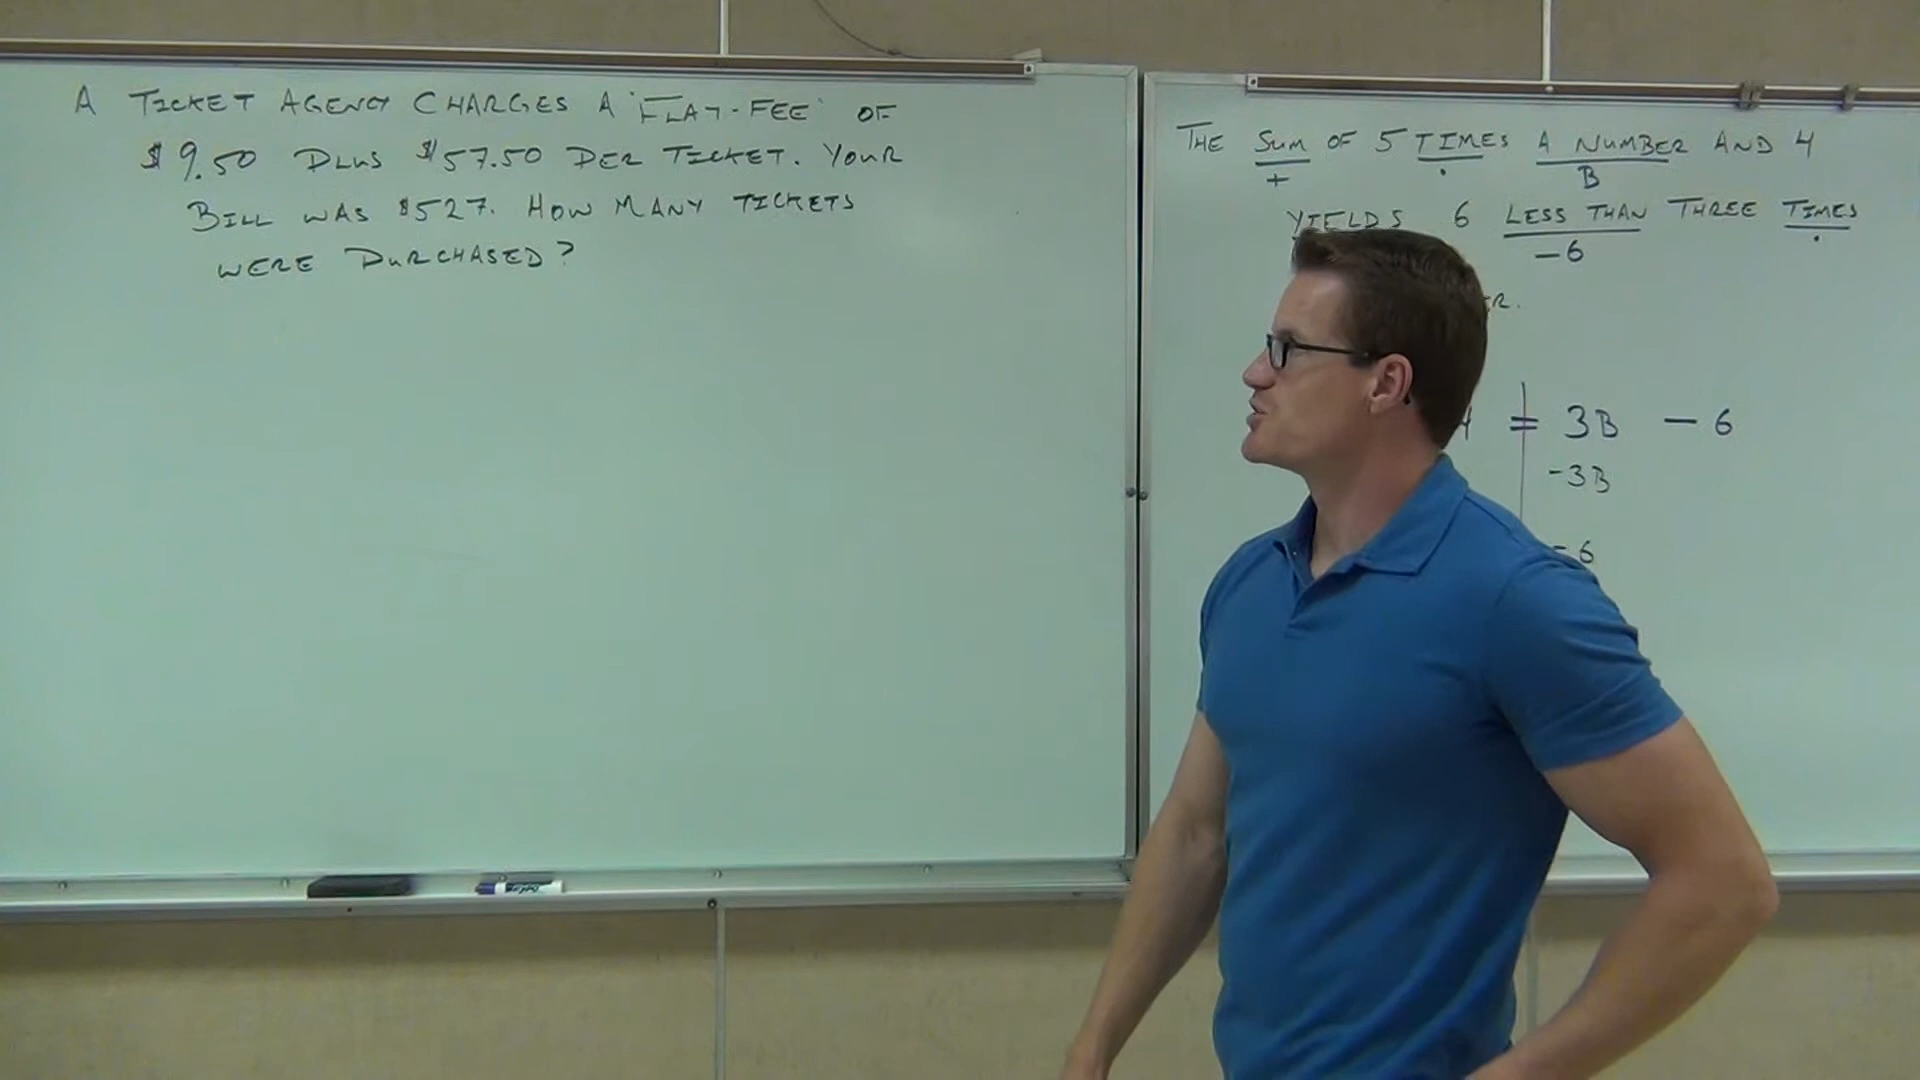 A TICKET AGENCY CHARGES A "FLAT-FEE" OF
$9.50 PLUS $57.50 PER TICKET. YOUR
BILL WAS $527. HOW MANY TICKETS
WERE PURCHASED?
THE SUM OF 5 TIMES A NUMBER AND 4
+ · B
YIELDS 6 LESS THAN THREE TIMES
-6 ·
= 3B - 6
-3B
-6